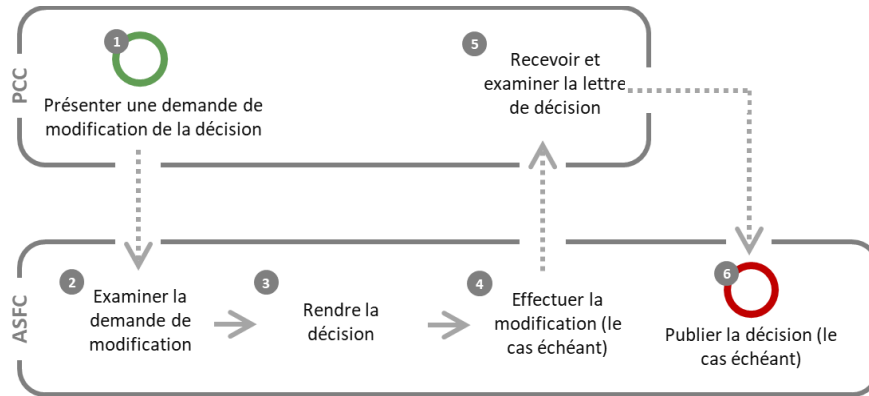 PCC
1
Présenter une demande de
modification de la décision
5
Recevoir et
examiner la lettre
de décision
ASFC
2
Examiner la
demande de
modification
3
Rendre la
décision
4
Effectuer la
modification (le
cas échéant)
6
Publier la décision (le
cas échéant)